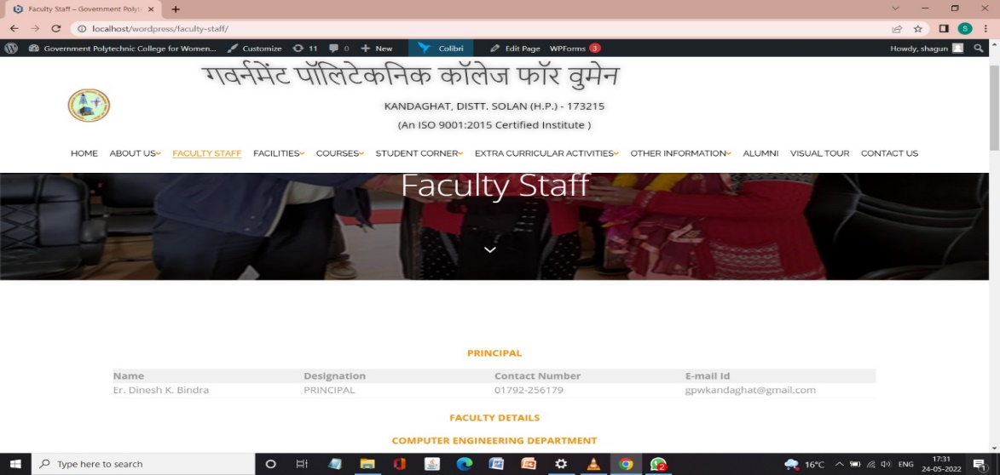 Faculty Staff – Government Polyt
localhost/wordpress/faculty-staff/
Government Polytechnic College for Women... Customize 11 0 New Colibri Edit Page WPForms 3 Howdy, shagun
गवर्नमेंट पॉलिटेकनिक कॉलेज फॉर वुमेन
KANDAGHAT, DISTT. SOLAN (H.P.) - 173215
(An ISO 9001:2015 Certified Institute )
HOME ABOUT US FACULTY STAFF FACILITIES COURSES STUDENT CORNER EXTRA CURRICULAR ACTIVITIES OTHER INFORMATION ALUMNI VISUAL TOUR CONTACT US
Faculty Staff
PRINCIPAL
Name Designation Contact Number E-mail Id
Er. Dinesh K. Bindra PRINCIPAL 01792-256179 gpwkandaghat@gmail.com
FACULTY DETAILS
COMPUTER ENGINEERING DEPARTMENT
Type here to search 16°C ENG 17:31
24-05-2022